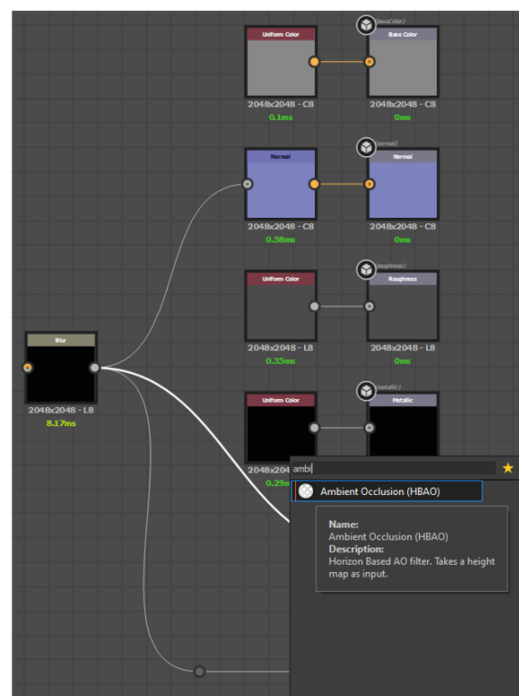 Uniform Color
Base Color
2048x2048 - C8
0.1ms
2048x2048 - C8
0ms
Normal
Normal
2048x2048 - C8
0.58ms
2048x2048 - C8
0ms
Uniform Color
Roughness
2048x2048 - L8
0.35ms
2048x2048 - L8
0ms
Blur
2048x2048 - L8
8.17ms
Uniform Color
Metallic
0.29m
ambi
Ambient Occlusion (HBAO)
Name:
Ambient Occlusion (HBAO)
Description:
Horizon Based AO filter. Takes a height
map as input.